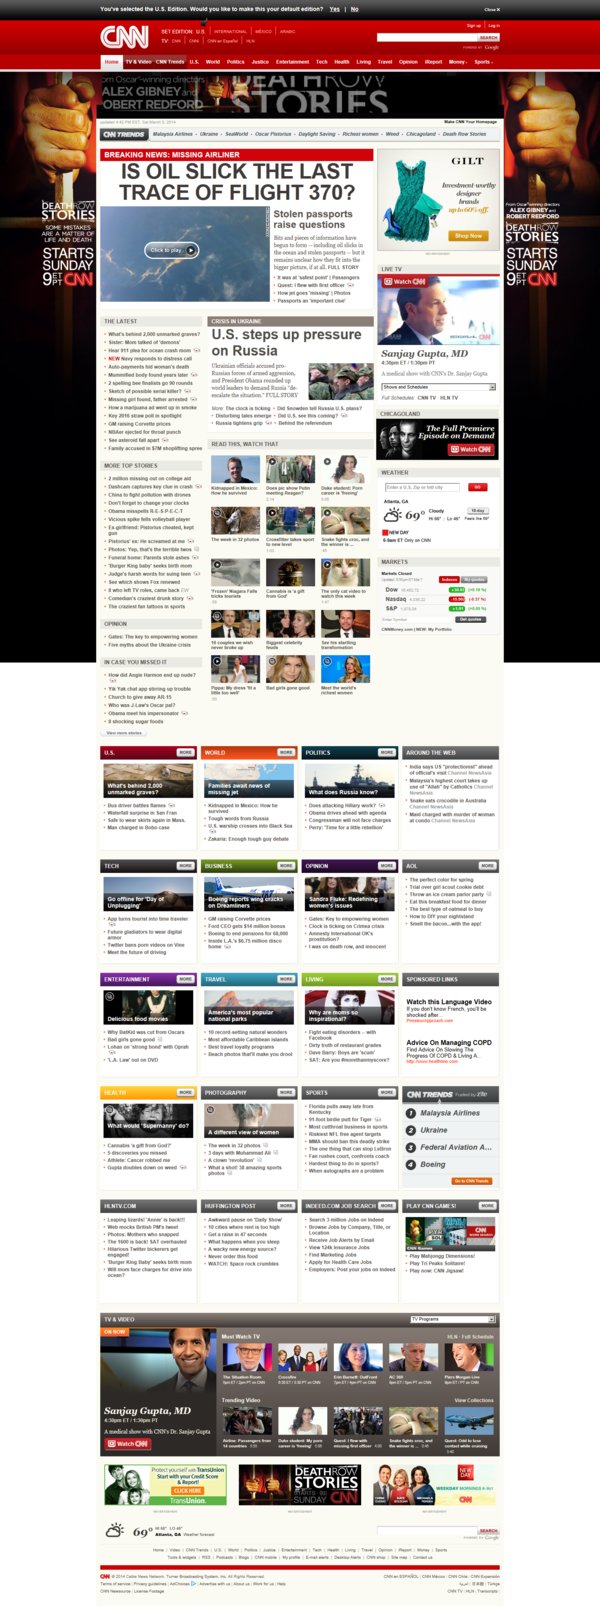 You've selected the U.S. Edition. Would you like to make this your default edition? Yes | No
Close
CNN
SET EDITION: U.S. INTERNATIONAL MÉXICO ARABIC
TV: CNN CNN en Español HLN
Sign up Log in
SEARCH
POWERED BY Google
Home TV & Video CNN Trends U.S. World Politics Justice Entertainment Tech Health Living Travel Opinion iReport Money Sports
Make CNN Your Homepage
CNN TRENDS Malaysia Airlines Ukraine SeaWorld Oscar Pistorius Daylight Saving Richest women Weed Chicagoland Death Row Stories
From Oscar-winning directors
ALEX GIBNEY and
ROBERT REDFORD
DEATH ROW
STORIES
SOME MISTAKES
ARE A MATTER OF
LIFE AND DEATH
STARTS
SUNDAY
9 ET PT CNN
BREAKING NEWS: MISSING AIRLINER
IS OIL SLICK THE LAST
TRACE OF FLIGHT 370?
Click to play
Stolen passports
raise questions
Bits and pieces of information have
begun to form -- including oil slicks in
the ocean and stolen passports -- but it
remains unclear how they fit into the
bigger picture, if at all. FULL STORY
It was at 'safest point' | Passengers
Quest: I flew with first officer
How jet goes 'missing' | Photos
Passports an 'important clue'
GILT
Investment-worthy
designer
brands
up to 60% off.
Shop Now
LIVE TV
Watch CNN
Sanjay Gupta, MD
4:30pm ET / 1:30pm PT
A medical show with CNN's Dr. Sanjay Gupta
Shows and Schedules
Full Schedules: CNN TV HLN TV
THE LATEST
What's behind 2,000 unmarked graves?
Sister: More talked of 'demons'
Hear 911 plea for ocean crash mom
NEW Navy responds to distress call
Auto-payments hid woman's death
Mummified body found years later
2 spelling bee finalists go 90 rounds
Sketch of possible serial killer?
Missing girl found, father arrested
How a marijuana ad went up in smoke
Key 2016 straw poll in spotlight
GM raising Corvette prices
NBAer ejected for throat punch
See asteroid fall apart
Family accused in $7M shoplifting spree
CRISIS IN UKRAINE
U.S. steps up pressure
on Russia
Ukrainian officials accused pro-
Russian forces of armed aggression,
and President Obama rounded up
world leaders to demand Russia "de-
escalate the situation." FULL STORY
More: The clock is ticking Did Snowden tell Russia U.S. plans?
Disturbing tales emerge Did U.S. see this coming?
Russia tightens grip Behind the referendum
CHICAGOLAND
The Full Premiere
Episode on Demand
Watch CNN
READ THIS, WATCH THAT
Kidnapped in Mexico:
How he survived
Does pic show Putin
meeting Reagan?
Duke student: Porn
career is 'freeing'
The week in 32 photos
Crossfitter takes sport
to new level
Snake fights croc, and
the winner is ...
'Frozen' Niagara Falls
tricks tourists
Cannabis is 'a gift
from God'
The only cat video to
watch this week
10 couples we wish
never broke up
Biggest celebrity
feuds
See his startling
transformation
Pippa: My dress 'fit a
little too well'
Bad girls gone good
Meet the world's
richest women
MORE TOP STORIES
2 million missing out on college aid
Dashcam captures key clue in crash
China to fight pollution with drones
Don't forget to change your clocks
Obama misspells R-E-S-P-E-C-T
Vicious spike fells volleyball player
Ex-girlfriend: Pistorius cheated, kept
gun
Pistorius' ex: He screamed at me
Photos: Yep, that's the terrible twos
Funeral home: Parents stole ashes
'Burger King baby' seeks birth mom
Judge's harsh words for suing teen
See which shows Fox renewed
8 who left TV roles, came back EW
Comedian's craziest drunk story
The craziest fan tattoos in sports
OPINION
Gates: The key to empowering women
Five myths about the Ukraine crisis
IN CASE YOU MISSED IT
How did Angie Harmon end up nude?
Yik Yak chat app stirring up trouble
Church to give away AR-15
Who was J.Law's Oscar pal?
Obama meet his impersonator
8 shocking sugar foods
View more stories
WEATHER
Enter a U.S. Zip or Intl city
GO
Atlanta, GA
69° Cloudy
Hi 68° Lo 46°
10-day
NEW DAY
6-9am ET Only on CNN
MARKETS
Markets Closed
Indexes My quotes
Dow
Nasdaq
S&P
Get quotes
CNNMoney.com | NEW: My Portfolio
U.S. MORE
What's behind 2,000
unmarked graves?
Bus driver battles flames
Waterfall surprise in San Fran
Safe to wear skirts again in Mass.
Man charged in Bobo case
WORLD MORE
Families await news of
missing jet
Kidnapped in Mexico: How he
survived
Tough words from Russia
U.S. warship crosses into Black Sea
Zakaria: Enough tough guy debate
POLITICS MORE
What does Russia know?
Does attacking Hillary work?
Obama drives ahead with agenda
Congressman will not face charges
Perry: 'Time for a little rebellion'
AROUND THE WEB
India says US "protectionist" ahead
of official's visit Channel NewsAsia
Malaysia's highest court takes up
use of "Allah" by Catholics Channel
NewsAsia
Snake eats crocodile in Australia
Channel NewsAsia
Maid charged with murder of woman
at condo Channel NewsAsia
TECH MORE
Go offline for 'Day of
Unplugging'
App turns tourist into time traveler
Future gladiators to wear digital
armor
Twitter bans porn videos on Vine
Meet the future of driving
BUSINESS MORE
Boeing reports wing cracks
on Dreamliners
GM raising Corvette prices
Ford CEO gets $14 million bonus
Boeing to end pensions for 68,000
Inside L.A.'s $6.75 million disco
home
OPINION MORE
Sandra Fluke: Redefining
women's issues
Gates: Key to empowering women
Clock is ticking on Crimea crisis
Amnesty International OK's
prostitution?
I was on death row, and innocent
AOL MORE
The perfect color for spring
Trial over girl scout cookie debt
Throw an ice cream parlor party
Eat this breakfast food for dinner
The best type of oatmeal to buy
How to DIY your nightstand
Smell the bacon...with the app!
ENTERTAINMENT MORE
Delicious food movies
Why BatKid was cut from Oscars
Bad girls gone good
Lohan on 'strong bond' with Oprah
'L.A. Law' out on DVD
TRAVEL MORE
America's most popular
national parks
10 record-setting natural wonders
Most affordable Caribbean islands
Best travel loyalty programs
Beach photos that'll make you drool
LIVING MORE
Why are moms so
inspirational?
Fight eating disorders -- with
Facebook
Dirty truth of restaurant grades
Dave Barry: Boys are 'scum'
SAT: Are you #morethanmyscore?
SPONSORED LINKS
Watch this Language Video
If you don't know French, you'll be
shocked after...
PimsleurApproach.com
Advice On Managing COPD
Find Advice On Slowing The
Progress Of COPD & Living A..
http://www.healthline.com
HEALTH MORE
What would 'Supernanny' do?
Cannabis 'a gift from God?'
5 discoveries you missed
Athlete: Cancer robbed me
Gupta doubles down on weed
PHOTOGRAPHY MORE
A different view of women
The week in 32 photos
3 days with Muhammad Ali
A clown 'revolution'
What a shot! 38 amazing sports
photos
SPORTS MORE
Florida pulls away late from
Kentucky
91-foot birdie putt for Tiger
Most cutthroat business in sports
Riskiest NFL free agent targets
MMA should ban this deadly strike
The one thing that can stop LeBron
Fan rushes court, confronts coach
Hardest thing to do in sports?
When autographs are a problem
CNN TRENDS Fueled by zite
1 Malaysia Airlines
2 Ukraine
3 Federal Aviation A...
4 Boeing
Go to CNN Trends
HLNTV.COM MORE
Leaping lizards! 'Annie' is back!!!
Web mocks British PM's tweet
Photos: Mothers who snapped
The 1600 is back! SAT overhauled
Hilarious Twitter bickerers get
engaged!
'Burger King Baby' seeks birth mom
Will mom face charges for drive into
ocean?
HUFFINGTON POST MORE
Awkward pause on 'Daily Show'
10 cities where rent is too high
Get a raise in 47 seconds
What happens when you sleep
A wacky new energy source?
Never order this food
WATCH: Space rock crumbles
INDEED.COM JOB SEARCH MORE
Search 3 million Jobs on Indeed
Browse Jobs by Company, Title, or
Location
Receive Job Alerts by Email
View 124k Insurance Jobs
Find Marketing Jobs
Apply for Health Care Jobs
Employers: Post your jobs on Indeed
PLAY CNN GAMES! MORE
CNN Games
Play Mahjongg Dimensions!
Play Tri Peaks Solitaire!
Play now: CNN Jigsaw!
TV & VIDEO
TV Programs
ON NOW
Sanjay Gupta, MD
4:30pm ET / 1:30pm PT
A medical show with CNN's Dr. Sanjay Gupta
Watch CNN
Most Watch TV
HLN - Full Schedule
The Situation Room
Crossfire
Erin Burnett: OutFront
AC 360
Piers Morgan Live
Trending Video
View Collections
Airline: Passengers from
14 countries
Duke student: My porn
career is 'freeing'
Quest: I flew with
missing first officer
Snake fights croc, and
the winner is ...
Quest: Odd to lose
contact while cruising
Protect yourself with TransUnion
Start with your Credit Score
& Report!
CLICK HERE
TransUnion
DEATH ROW
STORIES
SUNDAY CNN
NEW DAY
WEEKDAY MORNINGS 6-9ET
CNN
69° HI 68° LO 46°
Atlanta, GA Weather forecast
SEARCH
Home | Video | CNN Trends | U.S. | World | Politics | Justice | Entertainment | Tech | Health | Living | Travel | Opinion | iReport | Money | Sports
Tools & widgets | RSS | Podcasts | Blogs | CNN mobile | My profile | E-mail alerts | Desktop Alerts | CNN shop | Site map | Contact us
© 2014 Cable News Network. Turner Broadcasting System, Inc. All Rights Reserved.
Terms of service | Privacy guidelines | AdChoices | Advertise with us | About us | Work for us | Help
CNN Newsource | License Footage
CNN en ESPAÑOL | CNN México | CNN Chile | CNN Expansión
العربية | 日本語 | Türkçe
CNN TV | HLN | Transcripts